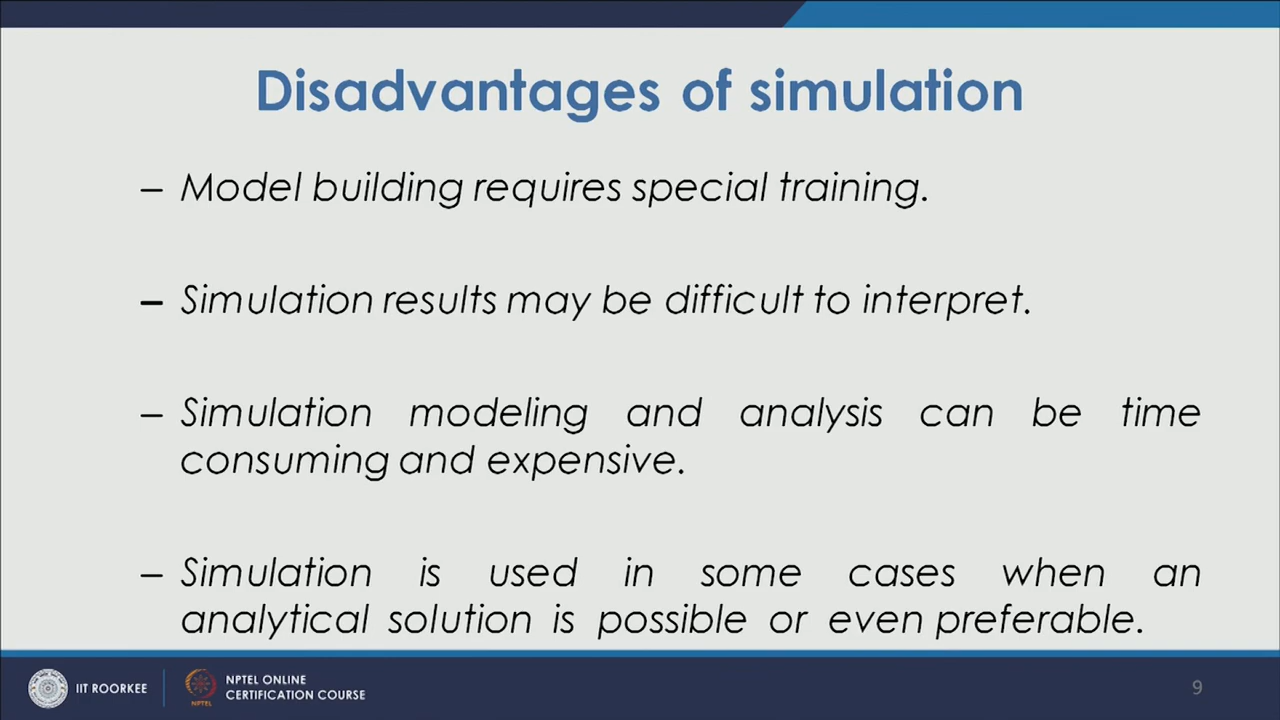 Disadvantages of simulation
– Model building requires special training.
– Simulation results may be difficult to interpret.
– Simulation modeling and analysis can be time
consuming and expensive.
– Simulation is used in some cases when an
analytical solution is possible or even preferable.
IIT ROORKEE
NPTEL
NPTEL ONLINE
CERTIFICATION COURSE
9